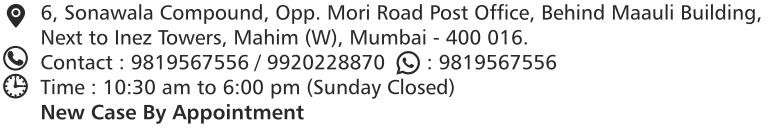 6, Sonawala Compound, Opp. Mori Road Post Office, Behind Maauli Building,
Next to Inez Towers, Mahim (W), Mumbai - 400 016.
Contact : 9819567556 / 9920228870 : 9819567556
Time : 10:30 am to 6:00 pm (Sunday Closed)
New Case By Appointment